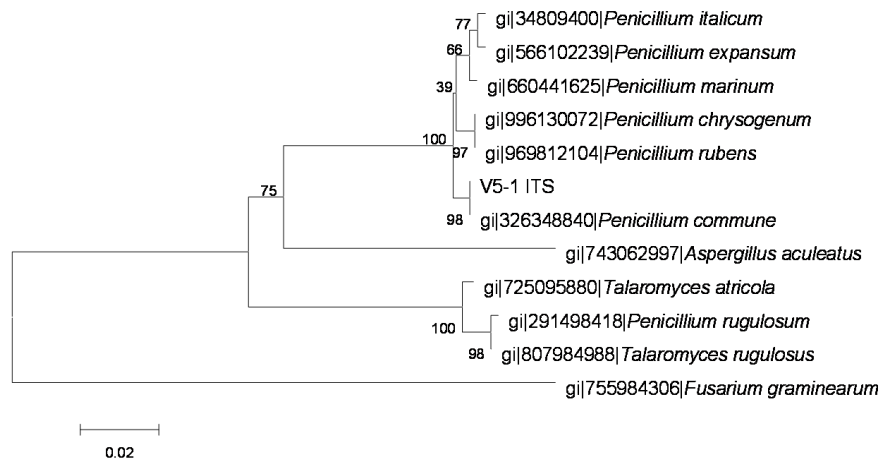 77
gi|34809400|Penicillium italicum
66
gi|566102239|Penicillium expansum
39
gi|660441625|Penicillium marinum
gi|996130072|Penicillium chrysogenum
100
97
gi|969812104|Penicillium rubens
75
V5-1 ITS
98
gi|326348840|Penicillium commune
gi|743062997|Aspergillus aculeatus
gi|725095880|Talaromyces atricola
100
gi|291498418|Penicillium rugulosum
98
gi|807984988|Talaromyces rugulosus
gi|755984306|Fusarium graminearum
0.02